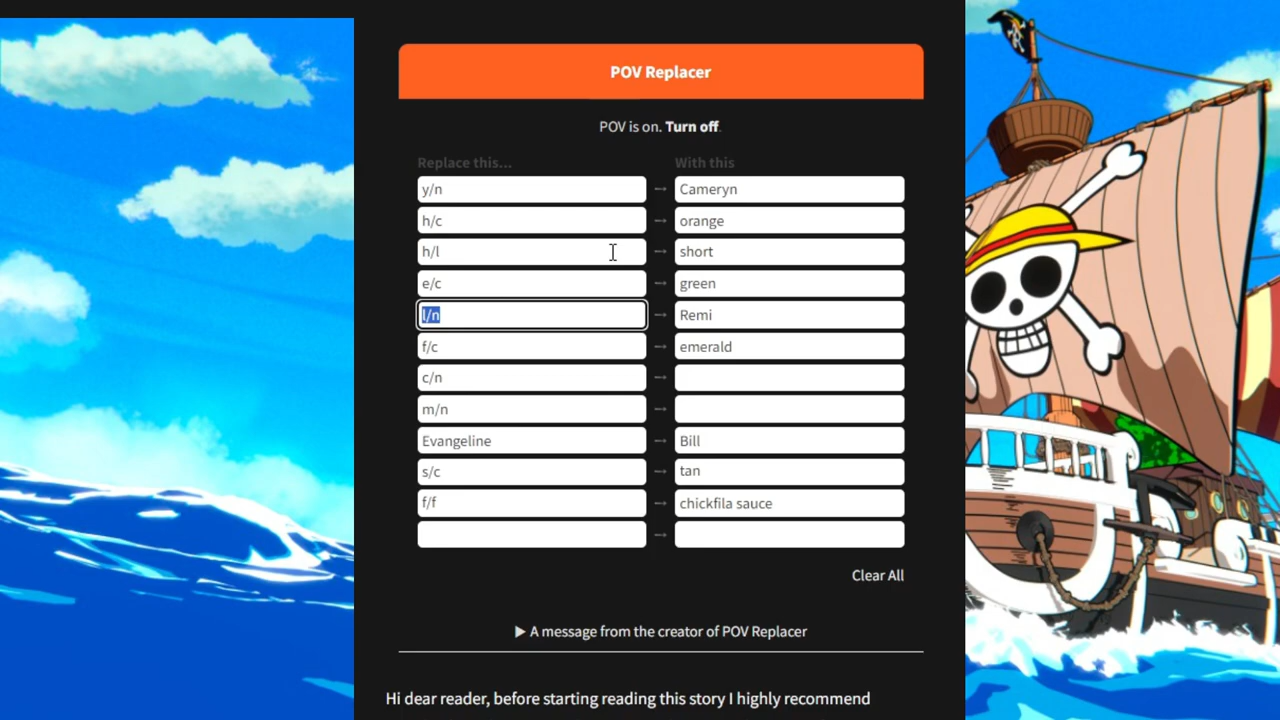 POV Replacer
POV is on. Turn off.
Replace this... With this
y/n → Cameryn
h/c → orange
h/l → short
e/c → green
l/n → Remi
f/c → emerald
c/n →
m/n →
Evangeline → Bill
s/c → tan
f/f → chickfila sauce
→
Clear All
▶ A message from the creator of POV Replacer
Hi dear reader, before starting reading this story I highly recommend